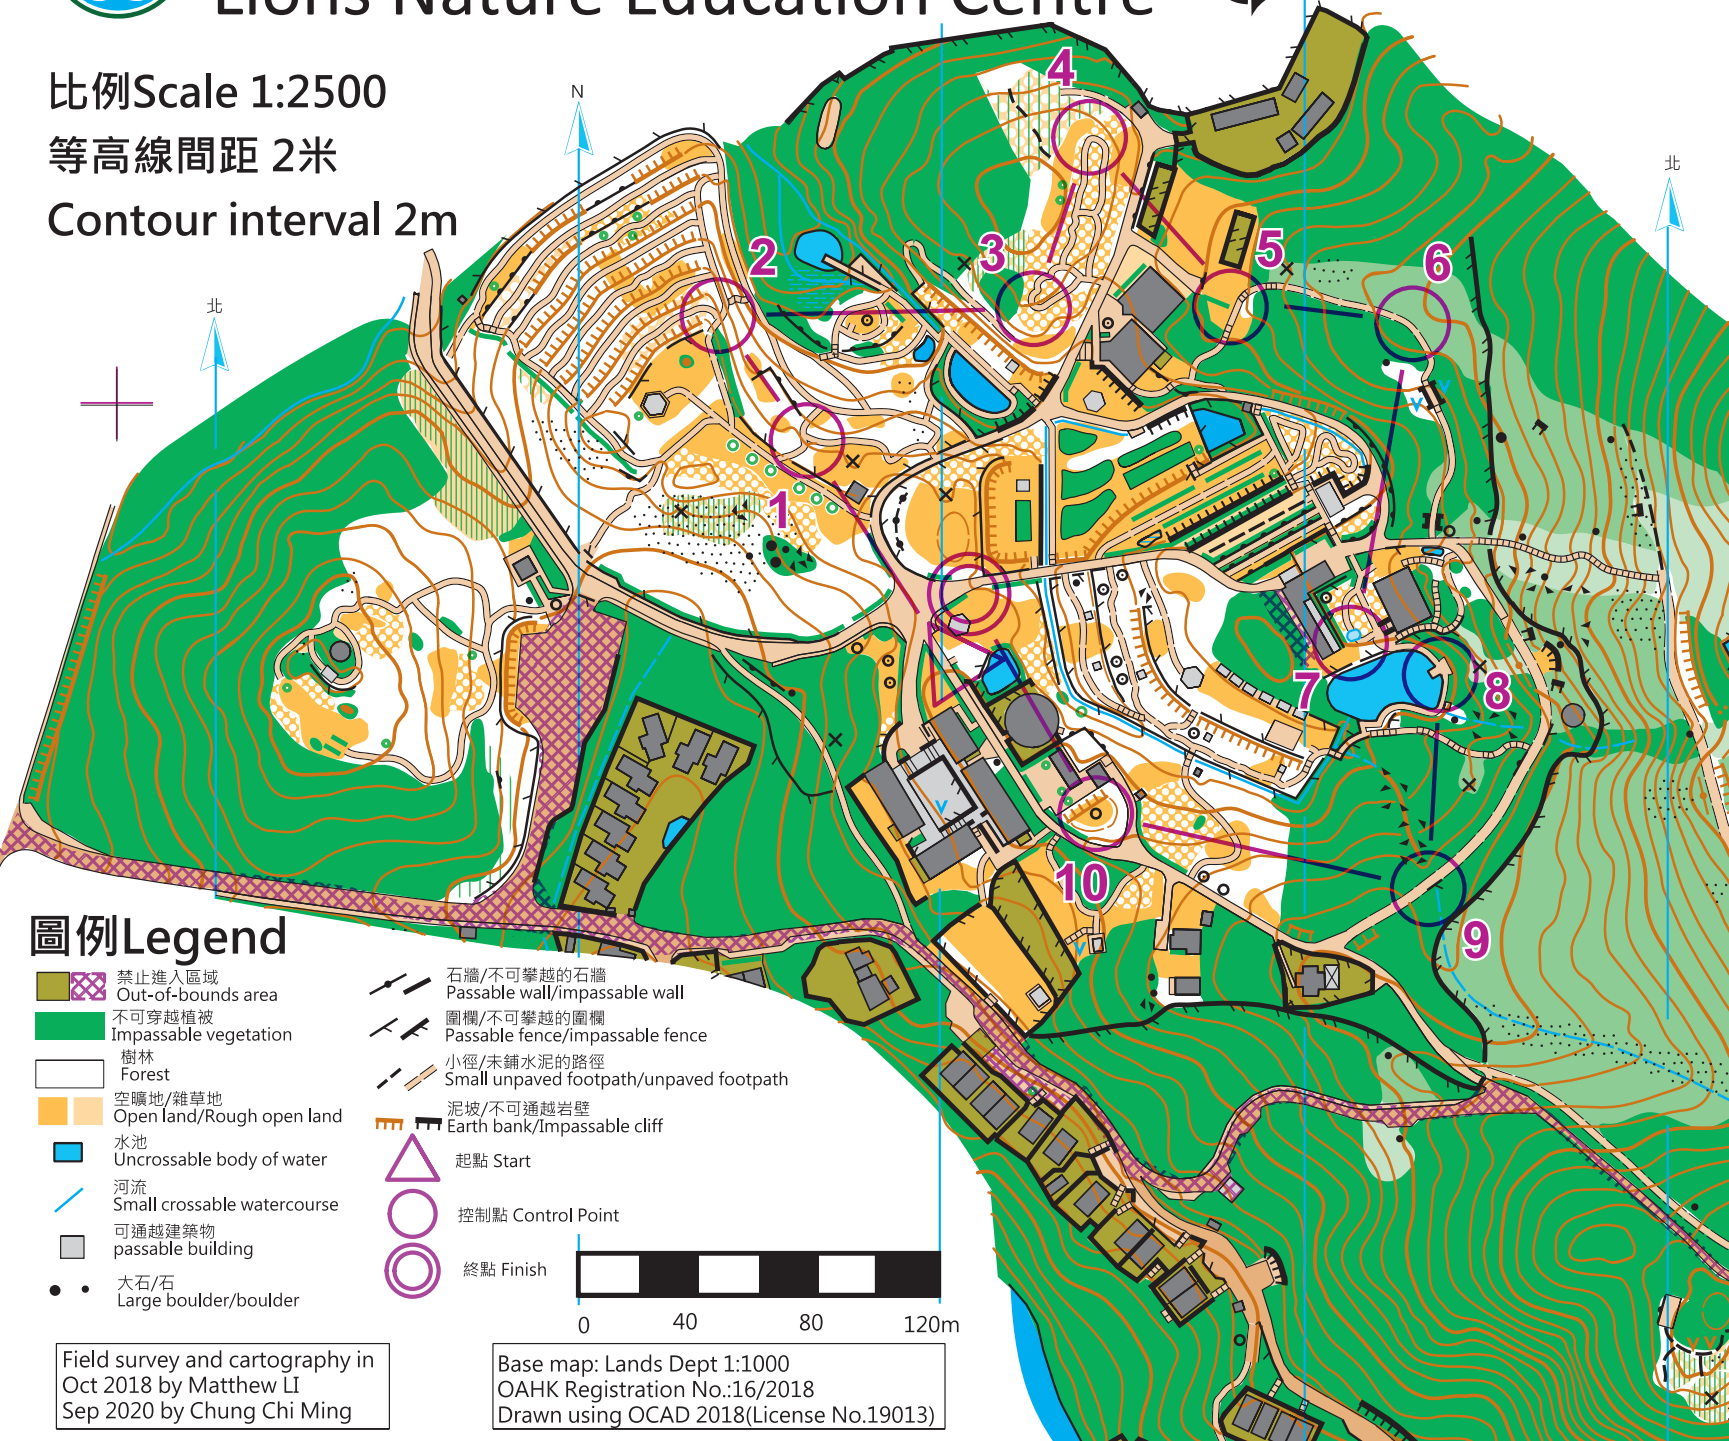 Lions Nature Education Centre
比例Scale 1:2500
等高線間距 2米
Contour interval 2m
N
北
北
4
2
3
5
6
1
7
8
10
9
圖例Legend
禁止進入區域
Out-of-bounds area
不可穿越植被
Impassable vegetation
樹林
Forest
空曠地/雜草地
Open land/Rough open land
水池
Uncrossable body of water
河流
Small crossable watercourse
可通越建築物
passable building
大石/石
Large boulder/boulder
石牆/不可攀越的石牆
Passable wall/impassable wall
圍欄/不可攀越的圍欄
Passable fence/impassable fence
小徑/未鋪水泥的路徑
Small unpaved footpath/unpaved footpath
泥坡/不可通越岩壁
Earth bank/Impassable cliff
起點 Start
控制點 Control Point
終點 Finish
0 40 80 120m
Field survey and cartography in
Oct 2018 by Matthew LI
Sep 2020 by Chung Chi Ming
Base map: Lands Dept 1:1000
OAHK Registration No.:16/2018
Drawn using OCAD 2018(License No.19013)